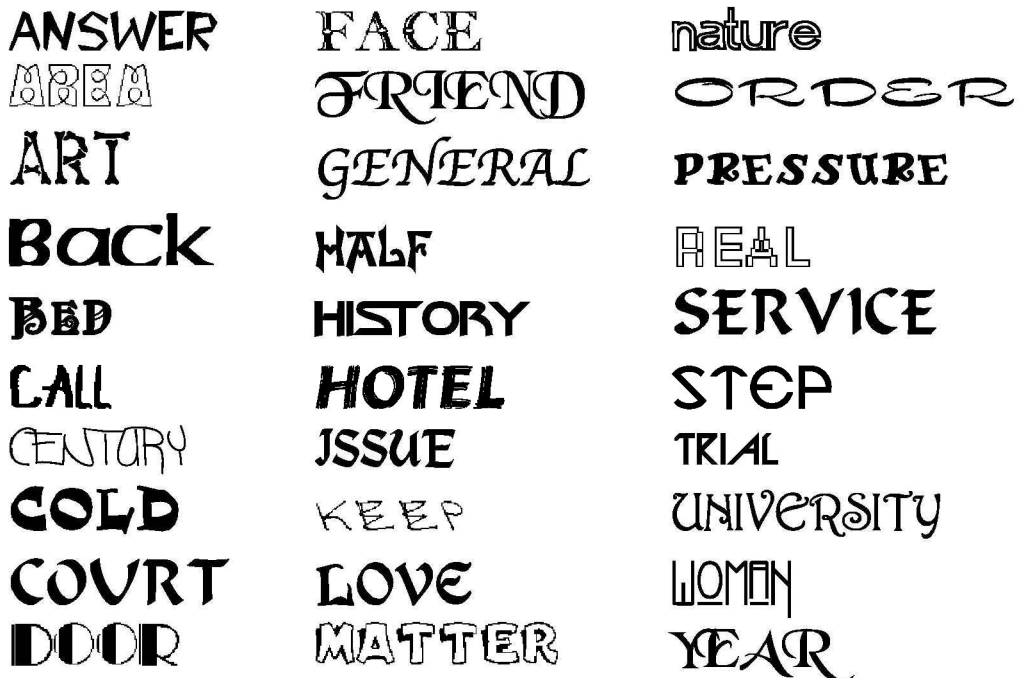 ANSWER
AREA
ART
Back
BED
CALL
CENTURY
COLD
COURT
DOOR
FACE
FRIEND
GENERAL
HALF
HISTORY
HOTEL
ISSUE
KEEP
LOVE
MATTER
nature
ORDER
PRESSURE
REAL
SERVICE
STEP
TRIAL
UNIVERSITY
WOMAN
YEAR